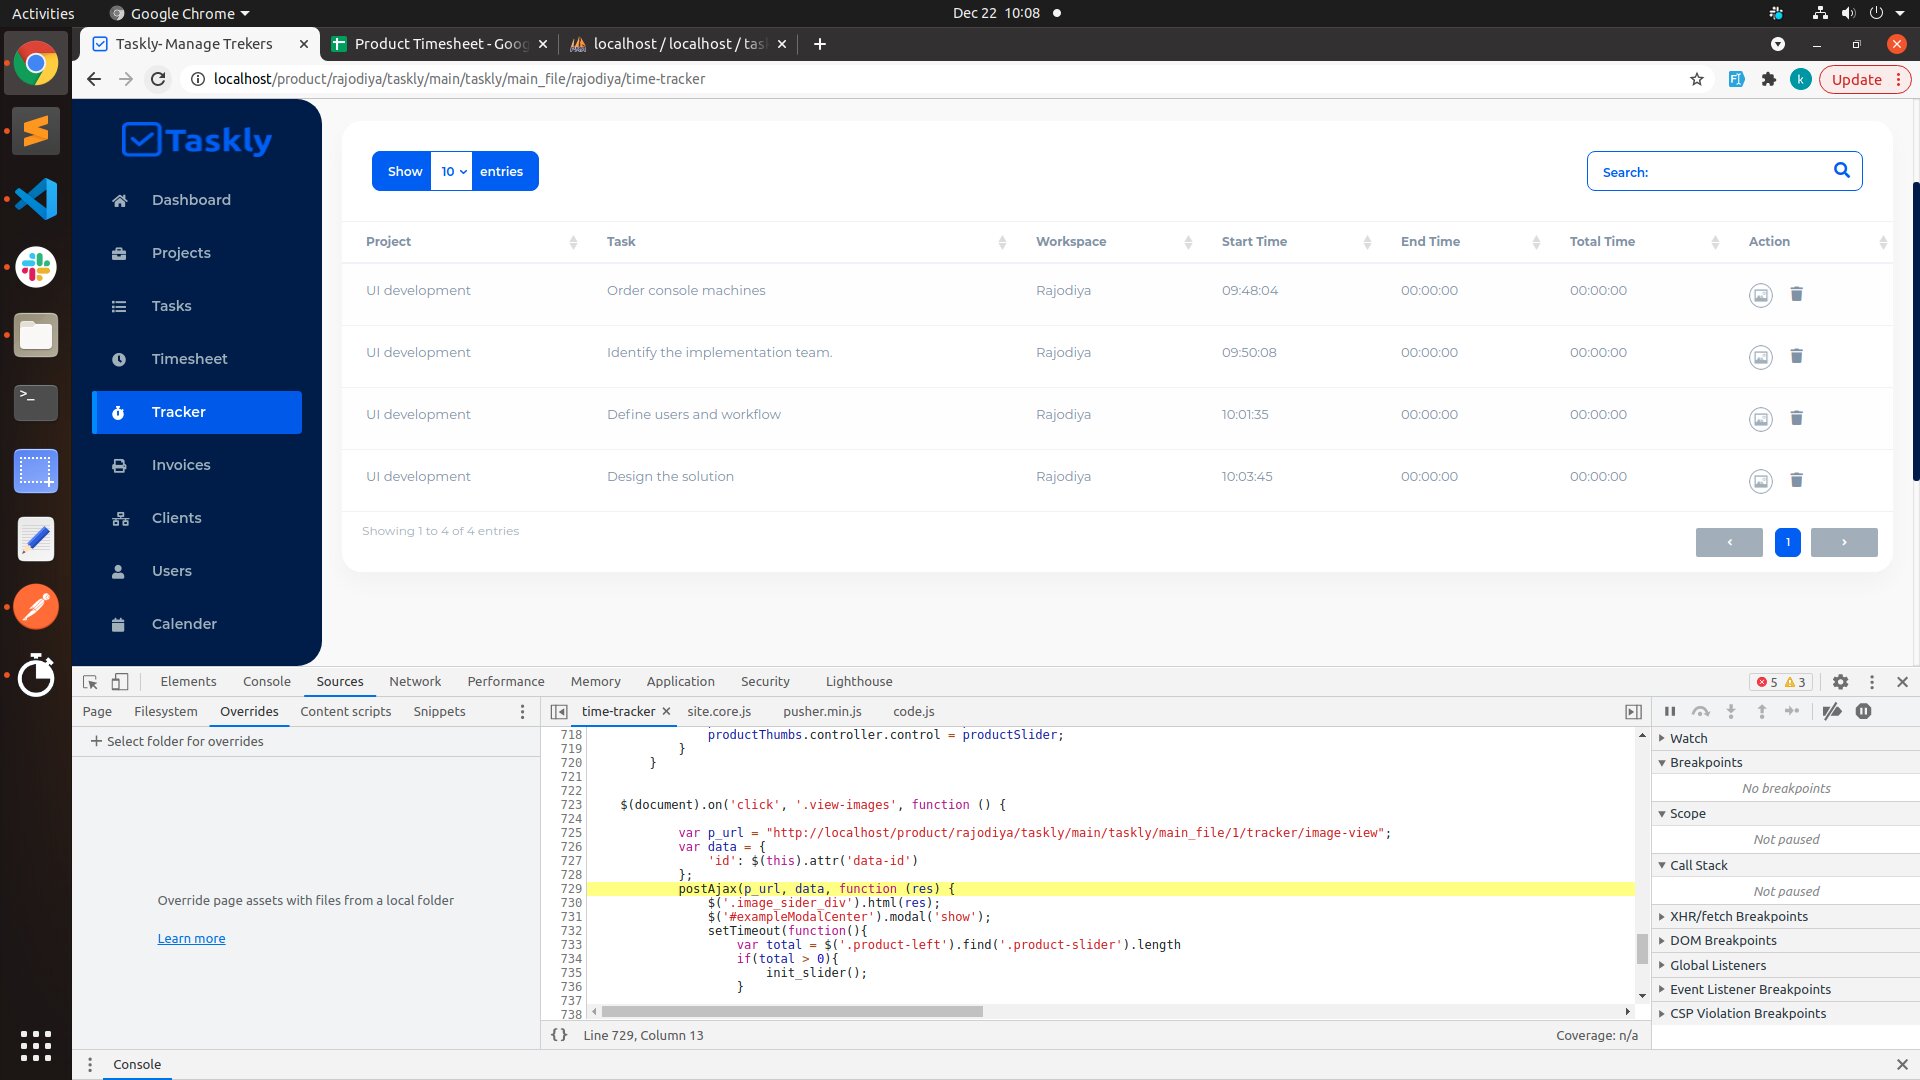 Activities
Google Chrome
Dec 22 10:08
Taskly- Manage Trekers
Product Timesheet - Goog
localhost / localhost / tas
localhost/product/rajodiya/taskly/main/taskly/main_file/rajodiya/time-tracker
k
Update
Taskly
Dashboard
Projects
Tasks
Timesheet
Tracker
Invoices
Clients
Users
Calender
Show 10 entries
Search:
Project Task Workspace Start Time End Time Total Time Action
UI development Order console machines Rajodiya 09:48:04 00:00:00 00:00:00
UI development Identify the implementation team. Rajodiya 09:50:08 00:00:00 00:00:00
UI development Define users and workflow Rajodiya 10:01:35 00:00:00 00:00:00
UI development Design the solution Rajodiya 10:03:45 00:00:00 00:00:00
Showing 1 to 4 of 4 entries
‹ 1 ›
Elements Console Sources Network Performance Memory Application Security Lighthouse
5 3
Page Filesystem Overrides Content scripts Snippets
+ Select folder for overrides
Override page assets with files from a local folder
Learn more
time-tracker site.core.js pusher.min.js code.js
718 productThumbs.controller.control = productSlider;
719 }
720 }
721
722
723 $(document).on('click', '.view-images', function () {
724
725 var p_url = "http://localhost/product/rajodiya/taskly/main/taskly/main_file/1/tracker/image-view";
726 var data = {
727 'id': $(this).attr('data-id')
728 };
729 postAjax(p_url, data, function (res) {
730 $('.image_sider_div').html(res);
731 $('#exampleModalCenter').modal('show');
732 setTimeout(function(){
733 var total = $('.product-left').find('.product-slider').length
734 if(total > 0){
735 init_slider();
736 }
737
738
{} Line 729, Column 13
Coverage: n/a
Watch
Breakpoints
No breakpoints
Scope
Not paused
Call Stack
Not paused
XHR/fetch Breakpoints
DOM Breakpoints
Global Listeners
Event Listener Breakpoints
CSP Violation Breakpoints
Console